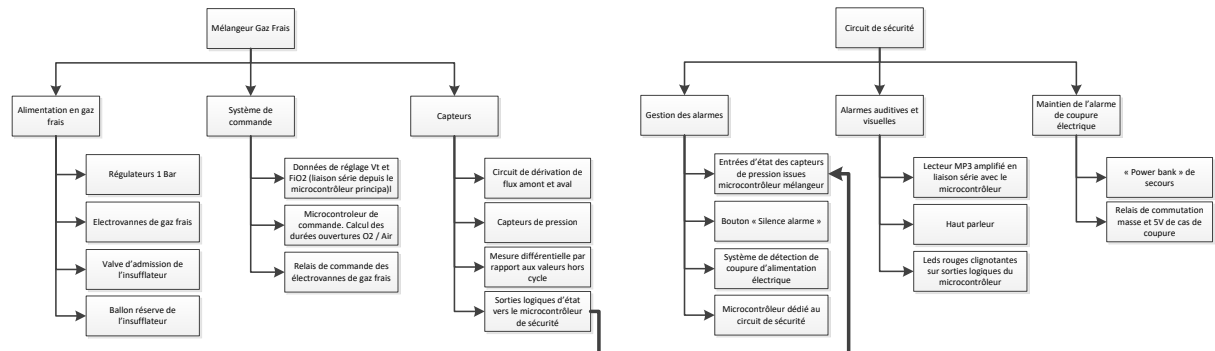 Mélangeur Gaz Frais
Alimentation en gaz
frais
Régulateurs 1 Bar
Electrovannes de gaz frais
Valve d'admission de
l'insufflateur
Ballon réserve de
l'insufflateur
Système de
commande
Données de réglage Vt et
FiO2 (liaison série depuis le
microcontrôleur principa)l
Microcontroleur de
commande. Calcul des
durées ouvertures O2 / Air
Relais de commande des
électrovannes de gaz frais
Capteurs
Circuit de dérivation de
flux amont et aval
Capteurs de pression
Mesure différentielle par
rapport aux valeurs hors
cycle
Sorties logiques d'état
vers le microcontrôleur
de sécurité
Circuit de sécurité
Gestion des alarmes
Entrées d'état des capteurs
de pression issues
microcontrôleur mélangeur
Bouton « Silence alarme »
Système de détection de
coupure d'alimentation
électrique
Microcontrôleur dédié au
circuit de sécurité
Alarmes auditives et
visuelles
Lecteur MP3 amplifié en
liaison série avec le
microcontrôleur
Haut parleur
Leds rouges clignotantes
sur sorties logiques du
microcontrôleur
Maintien de l'alarme
de coupure
électrique
« Power bank » de
secours
Relais de commutation
masse et 5V de cas de
coupure